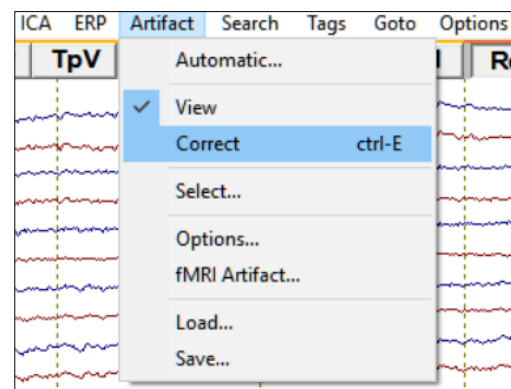 ICA ERP Artifact Search Tags Goto Options
TpV
Automatic...
View
Correct ctrl-E
Select...
Options...
fMRI Artifact...
Load...
Save...